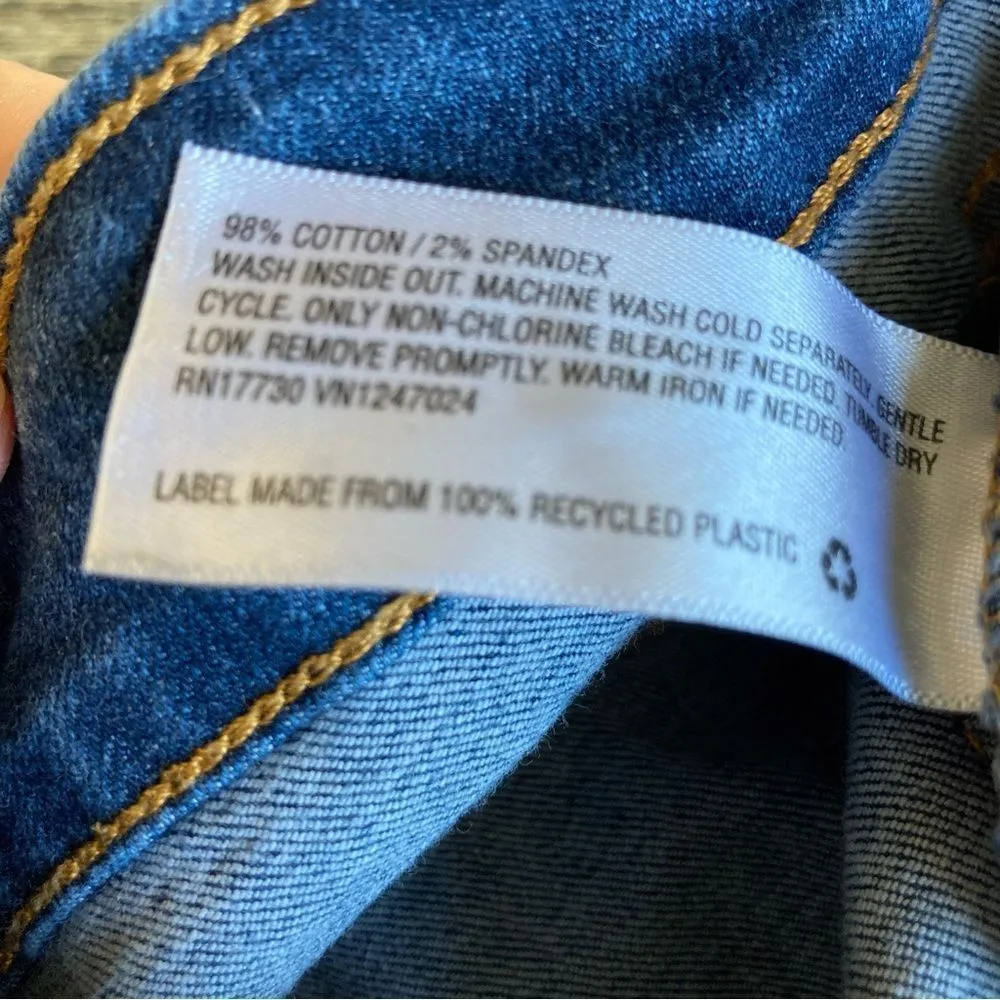 98% COTTON / 2% SPANDEX
WASH INSIDE OUT. MACHINE WASH COLD SEPARATELY, GENTLE
CYCLE. ONLY NON-CHLORINE BLEACH IF NEEDED. TUMBLE DRY
LOW. REMOVE PROMPTLY. WARM IRON IF NEEDED
RN17730 VN1247024
LABEL MADE FROM 100% RECYCLED PLASTIC